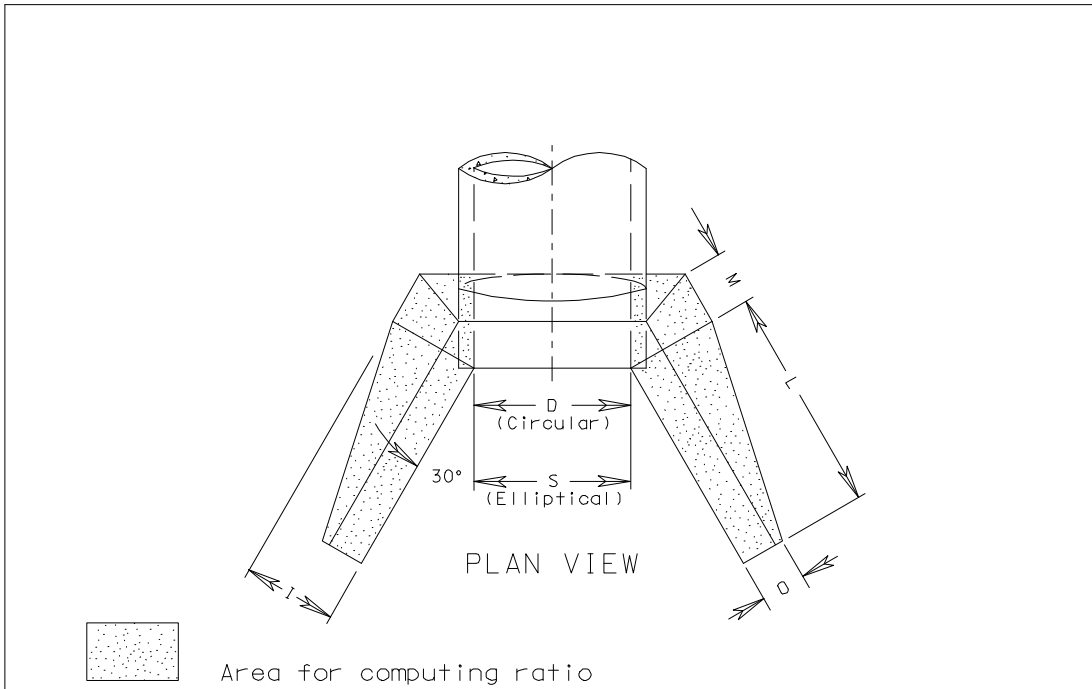 M
L
D
(Circular)
30°
S
(Elliptical)
PLAN VIEW
I
O
Area for computing ratio